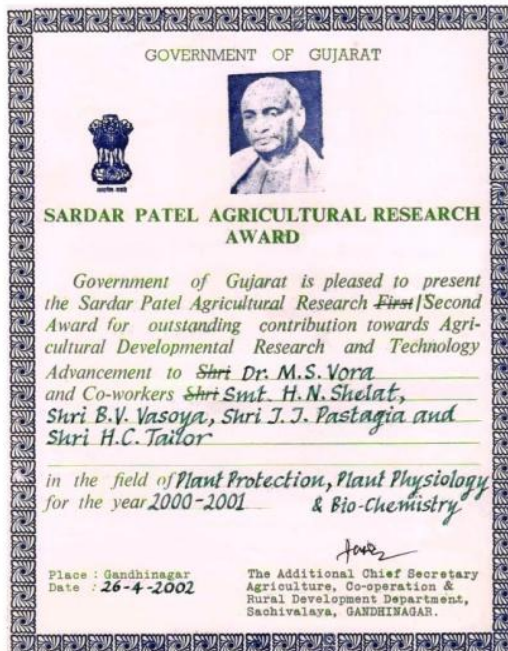 GOVERNMENT OF GUJARAT
SARDAR PATEL AGRICULTURAL RESEARCH
AWARD
Government of Gujarat is pleased to present
the Sardar Patel Agricultural Research First/Second
Award for outstanding contribution towards Agri-
cultural Developmental Research and Technology
Advancement to Shri Dr. M.S. Vora
and Co-workers Shri Smt. H.N. Shelat,
Shri B.V. Vasoya, Shri J.J. Pastagia and
Shri H.C. Tailor
in the field of Plant Protection, Plant Physiology
for the year 2000-2001 & Bio-Chemistry
Place : Gandhinagar
Date : 26-4-2002
The Additional Chief Secretary
Agriculture, Co-operation &
Rural Development Department,
Sachivalaya, GANDHINAGAR.